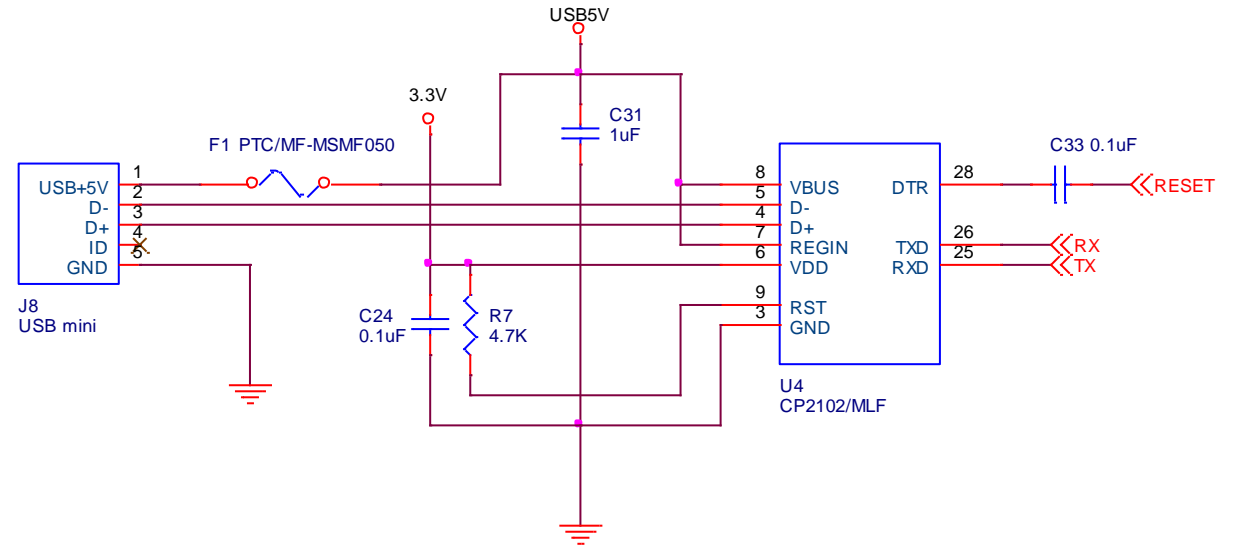 USB5V
3.3V
C31
1uF
F1 PTC/MF-MSMF050
C33 0.1uF
1
USB+5V
2
D-
3
D+
4
ID
5
GND
J8
USB mini
8
VBUS
5
D-
4
D+
7
REGIN
6
VDD
9
RST
3
GND
28
DTR
RESET
26
TXD
RX
25
RXD
TX
C24
0.1uF
R7
4.7K
U4
CP2102/MLF